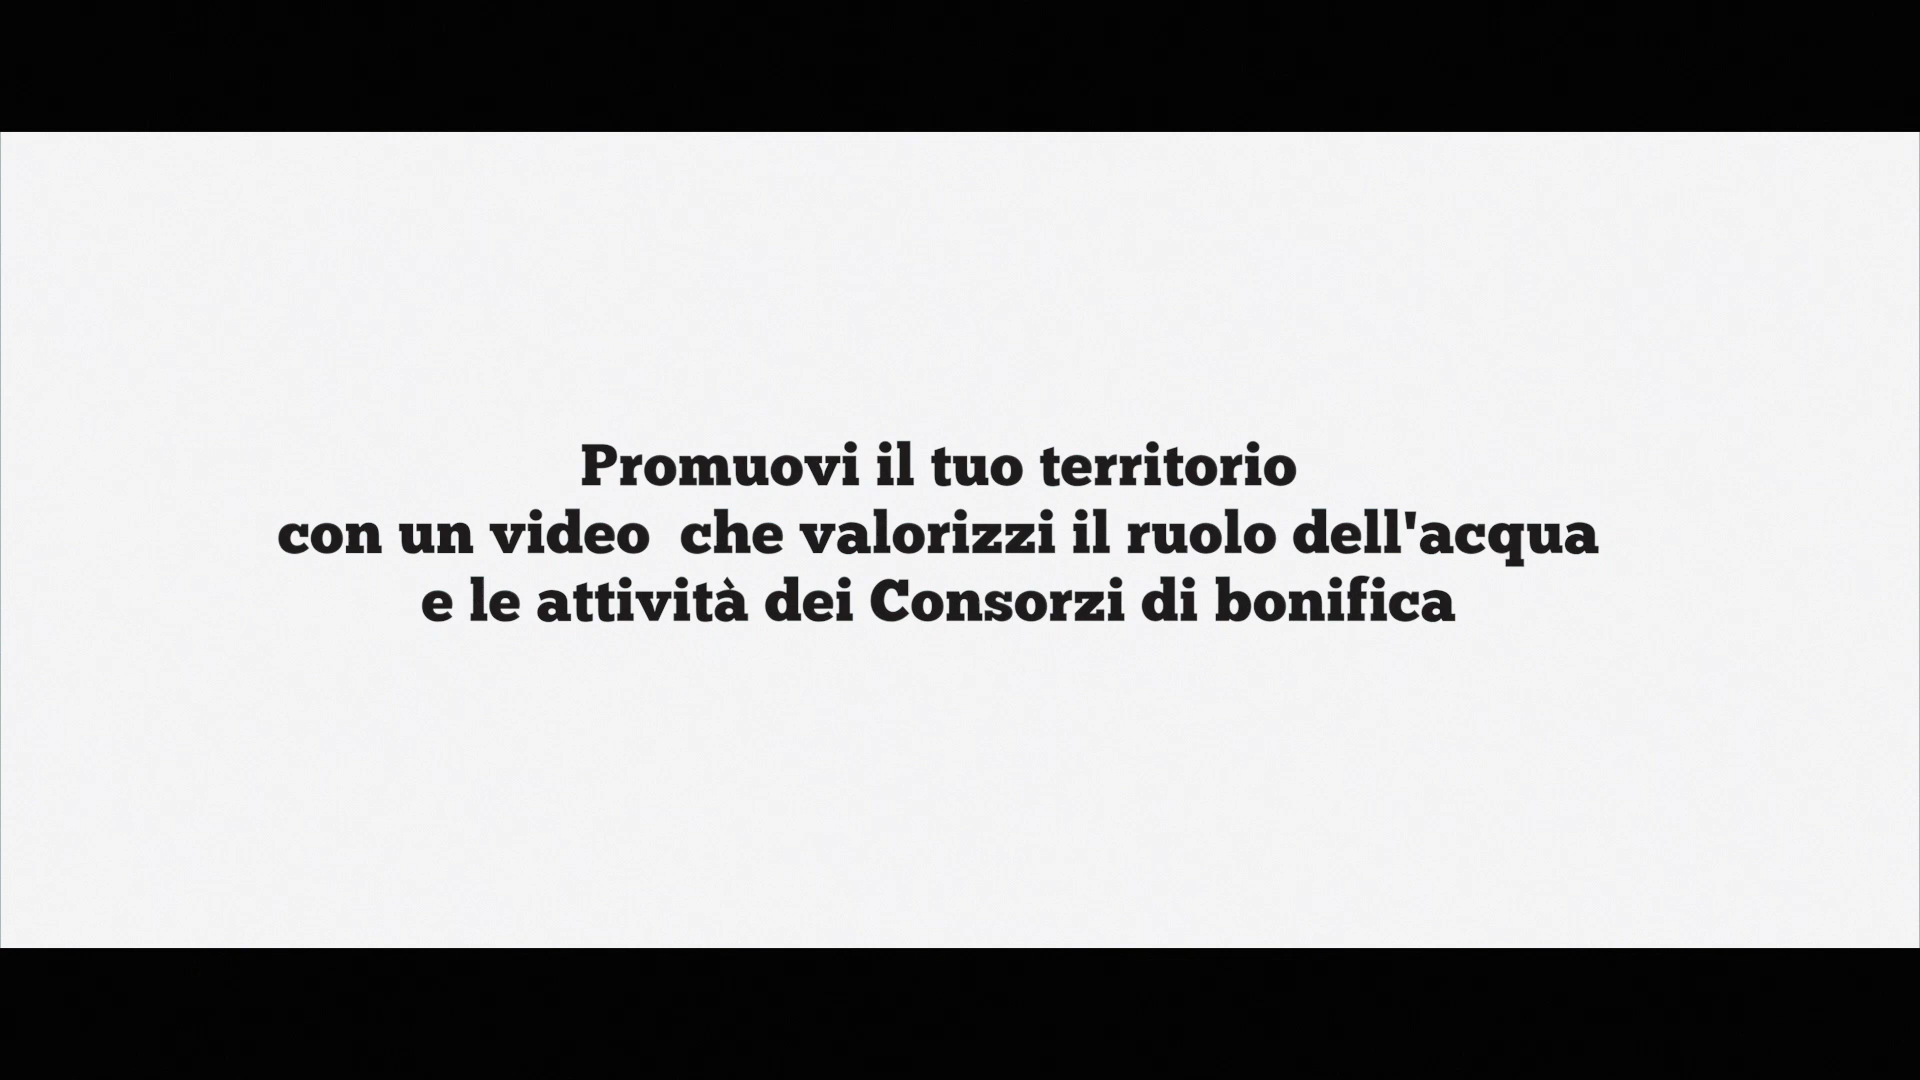 Promuovi il tuo territorio
con un video  che valorizzi il ruolo dell'acqua
e le attività dei Consorzi di bonifica